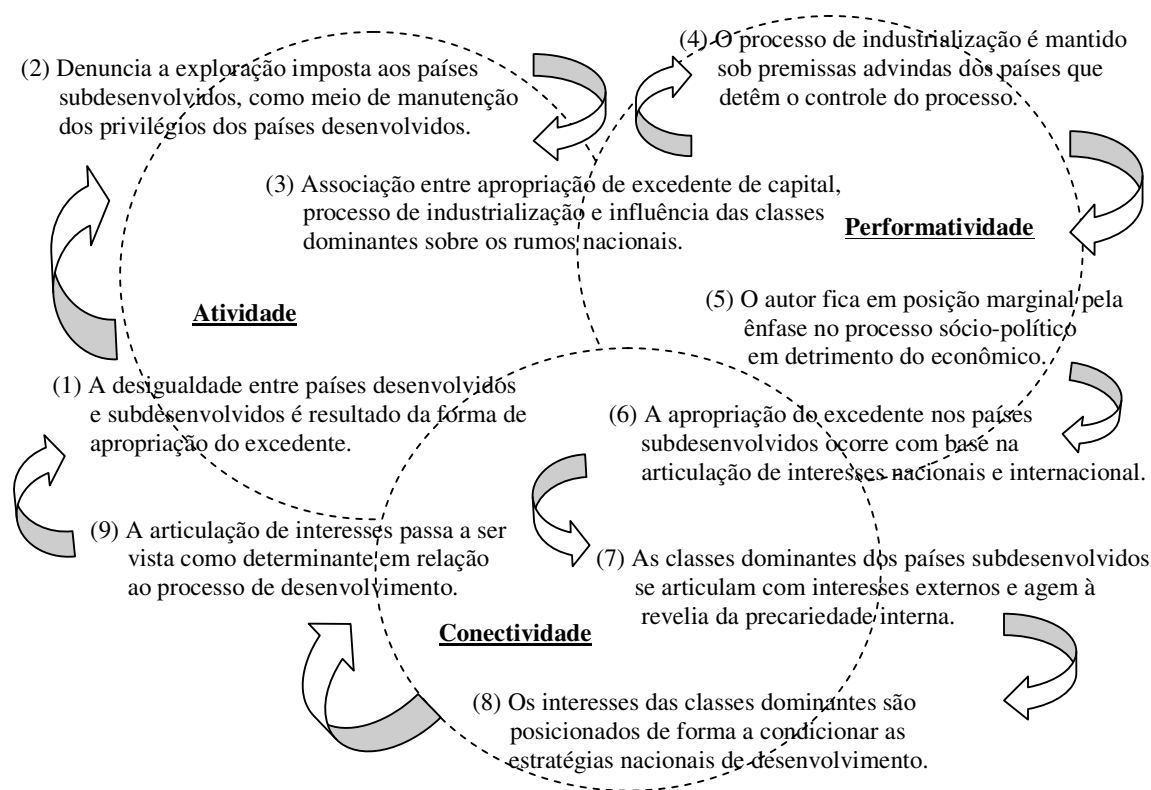 (2) Denuncia a exploração imposta aos países
subdesenvolvidos, como meio de manutenção
dos privilégios dos países desenvolvidos.
(4) O processo de industrialização é mantido
sob premissas advindas dos países que
detêm o controle do processo.
(3) Associação entre apropriação de excedente de capital,
processo de industrialização e influência das classes
dominantes sobre os rumos nacionais.
Performatividade
Atividade
(5) O autor fica em posição marginal pela
ênfase no processo sócio-político
em detrimento do econômico.
(1) A desigualdade entre países desenvolvidos
e subdesenvolvidos é resultado da forma de
apropriação do excedente.
(6) A apropriação do excedente nos países
subdesenvolvidos ocorre com base na
articulação de interesses nacionais e internacional.
(9) A articulação de interesses passa a ser
vista como determinante em relação
ao processo de desenvolvimento.
(7) As classes dominantes dos países subdesenvolvidos
se articulam com interesses externos e agem à
revelia da precariedade interna.
Conectividade
(8) Os interesses das classes dominantes são
posicionados de forma a condicionar as
estratégias nacionais de desenvolvimento.